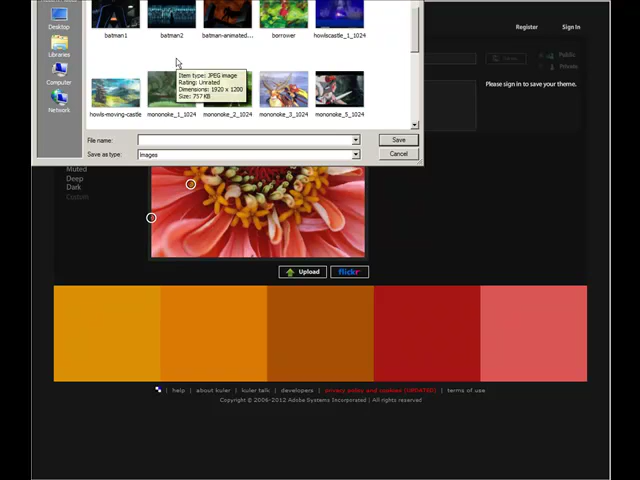 Desktop
Libraries
Computer
Network
batman1
batman2
batman-animated...
borrower
howlscastle_1_1024
Item type: JPEG image
Rating: Unrated
Dimensions: 1920 x 1200
Size: 757 KB
howls-moving-castle
mononoke_1_1024
mononoke_2_1024
mononoke_3_1024
mononoke_5_1024
File name:
Save
Save as type:
Images
Cancel
Register
Sign In
Save
Public
Private
Please sign in to save your theme.
Muted
Deep
Dark
Custom
Upload
flickr
| help | about kuler | kuler talk | developers | privacy policy and cookies (UPDATED) | terms of use
Copyright © 2006-2012 Adobe Systems Incorporated | All rights reserved